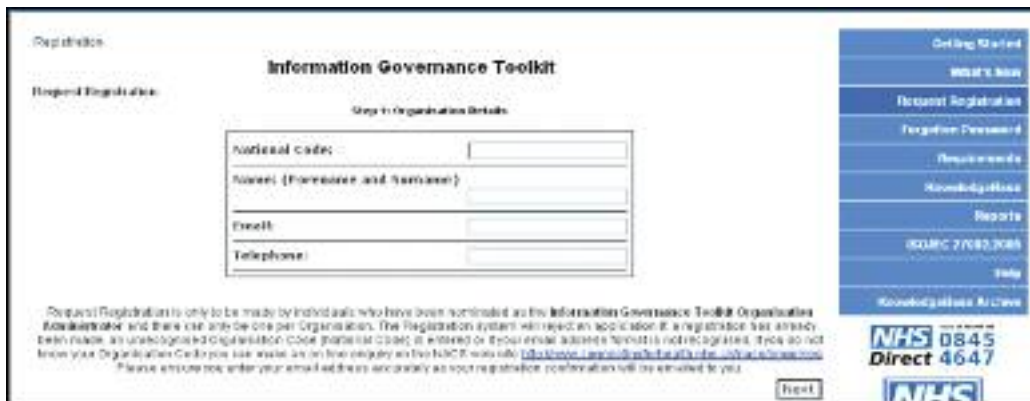 Registration
Information Governance Toolkit
Request Registration
Step 1: Organisation Details
National Code:
Name: (Forename and Surname)
Email:
Telephone:
Request Registration is only to be made by individuals who have been nominated as the Information Governance Toolkit Organisation
Administrator and there can only be one per Organisation. The Registration system will reject an application if a registration has already
been made, an unrecognised Organisation Code (National Code) is entered or if your email address format is not recognised. If you do not
know your Organisation Code you can make an on line enquiry on the NACS web site
Please ensure you enter your email address accurately as your registration confirmation will be emailed to you.
Next
Getting Started
What's New
Request Registration
Forgotten Password
Requirements
KnowledgeBase
Reports
ISO/IEC 27002:2005
Help
KnowledgeBase Archive
NHS 0845
Direct 4647
NHS